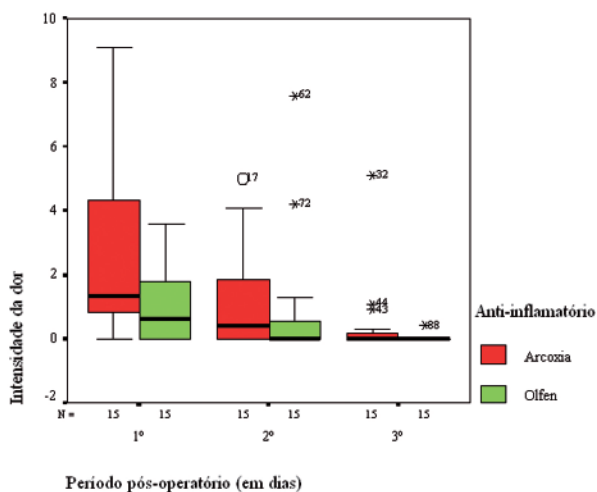 10
8
6
4
2
0
-2
Intensidade da dor
62
17
72
32
44
43
88
N = 15 15 15 15 15 15
1º 2º 3º
Período pós-operatório (em dias)
Anti-inflamatório
Arcoxia
Olfen